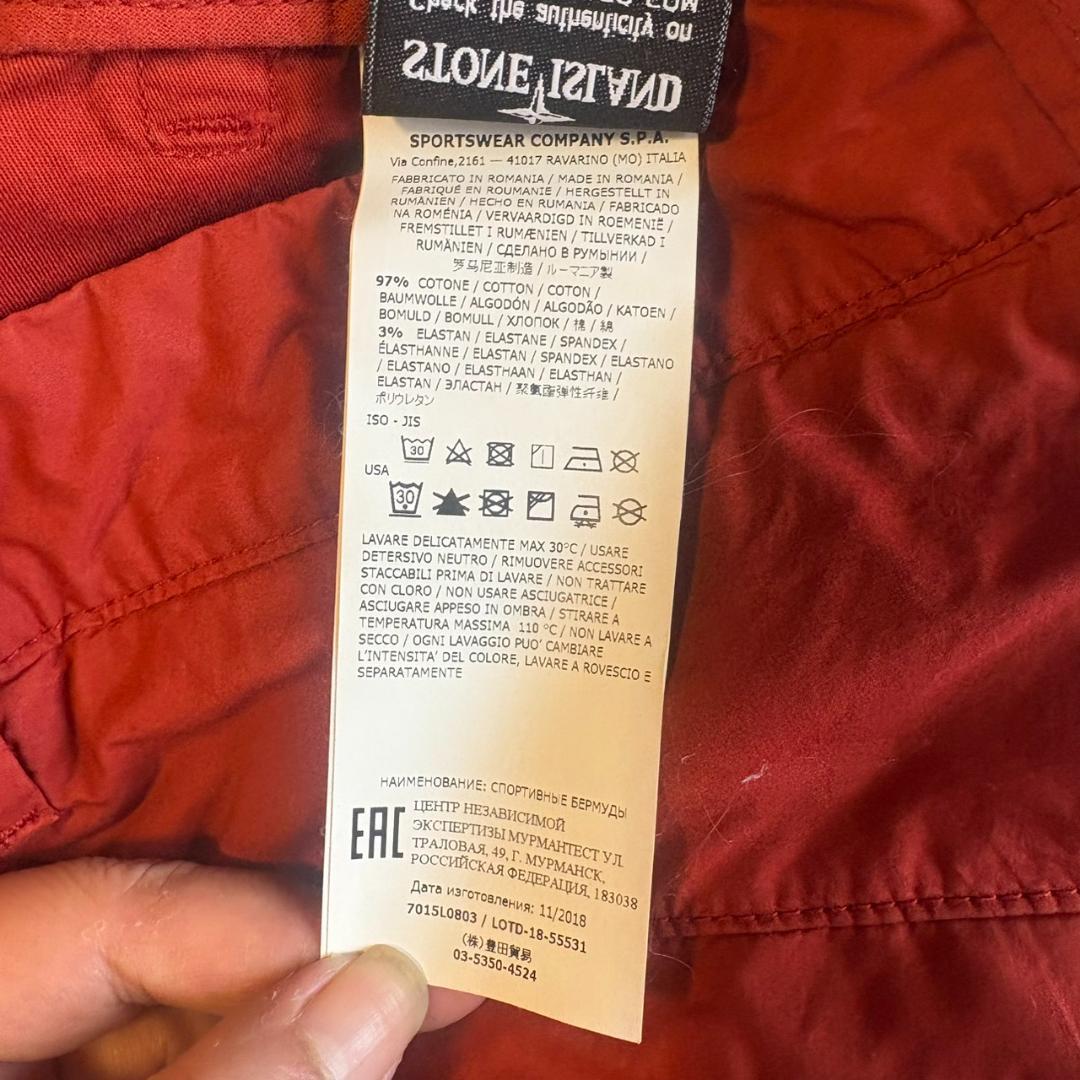 Check the authenticity on
STONE ISLAND
SPORTSWEAR COMPANY S.P.A.
Via Confine,2161 — 41017 RAVARINO (MO) ITALIA
FABBRICATO IN ROMANIA / MADE IN ROMANIA /
FABRIQUÉ EN ROUMANIE / HERGESTELLT IN
RUMÄNIEN / HECHO EN RUMANIA / FABRICADO
NA ROMÉNIA / VERVAARDIGD IN ROEMENIË /
FREMSTILLET I RUMÆNIEN / TILLVERKAD I
RUMÄNIEN / СДЕЛАНО В РУМЫНИИ /
罗马尼亚制造 / ルーマニア製
97% COTONE / COTTON / COTON /
BAUMWOLLE / ALGODÓN / ALGODÃO / KATOEN /
BOMULD / BOMULL / ХЛОПОК / 棉 / 綿
3% ELASTAN / ELASTANE / SPANDEX /
ÉLASTHANNE / ELASTAN / SPANDEX / ELASTANO
/ ELASTANO / ELASTHAAN / ELASTHAN /
ELASTAN / ЭЛАСТАН / 聚氨酯弹性纤维 /
ポリウレタン
ISO - JIS
30
USA
30
LAVARE DELICATAMENTE MAX 30°C / USARE
DETERSIVO NEUTRO / RIMUOVERE ACCESSORI
STACCABILI PRIMA DI LAVARE / NON TRATTARE
CON CLORO / NON USARE ASCIUGATRICE /
ASCIUGARE APPESO IN OMBRA / STIRARE A
TEMPERATURA MASSIMA 110 °C / NON LAVARE A
SECCO / OGNI LAVAGGIO PUO' CAMBIARE
L'INTENSITA' DEL COLORE, LAVARE A ROVESCIO E
SEPARATAMENTE
НАИМЕНОВАНИЕ: СПОРТИВНЫЕ БЕРМУДЫ
EAC
ЦЕНТР НЕЗАВИСИМОЙ
ЭКСПЕРТИЗЫ МУРМАНТЕСТ УЛ.
ТРАЛОВАЯ, 49, Г. МУРМАНСК,
РОССИЙСКАЯ ФЕДЕРАЦИЯ, 183038
Дата изготовления: 11/2018
7015L0803 / LOTD-18-55531
(株)豊田貿易
03-5350-4524